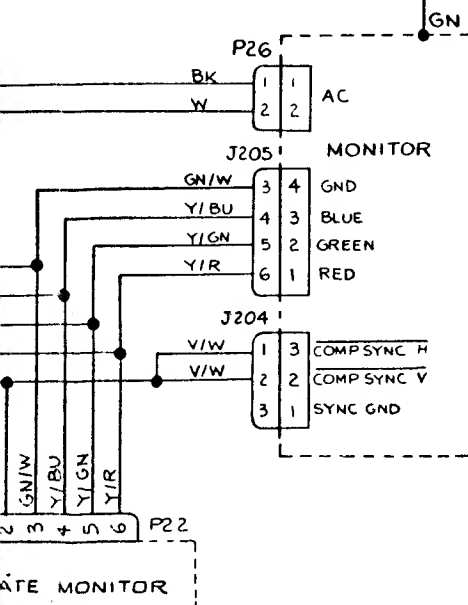 GN
P26
BK 1 1
AC
W 2 2
J205 MONITOR
GN/W 3 4 GND
Y/BU 4 3 BLUE
Y/GN 5 2 GREEN
Y/R 6 1 RED
J204
V/W 1 3 COMP SYNC H
V/W 2 2 COMP SYNC V
3 1 SYNC GND
GN/W Y/BU Y/GN Y/R
2 3 4 5 6 P22
ATE MONITOR